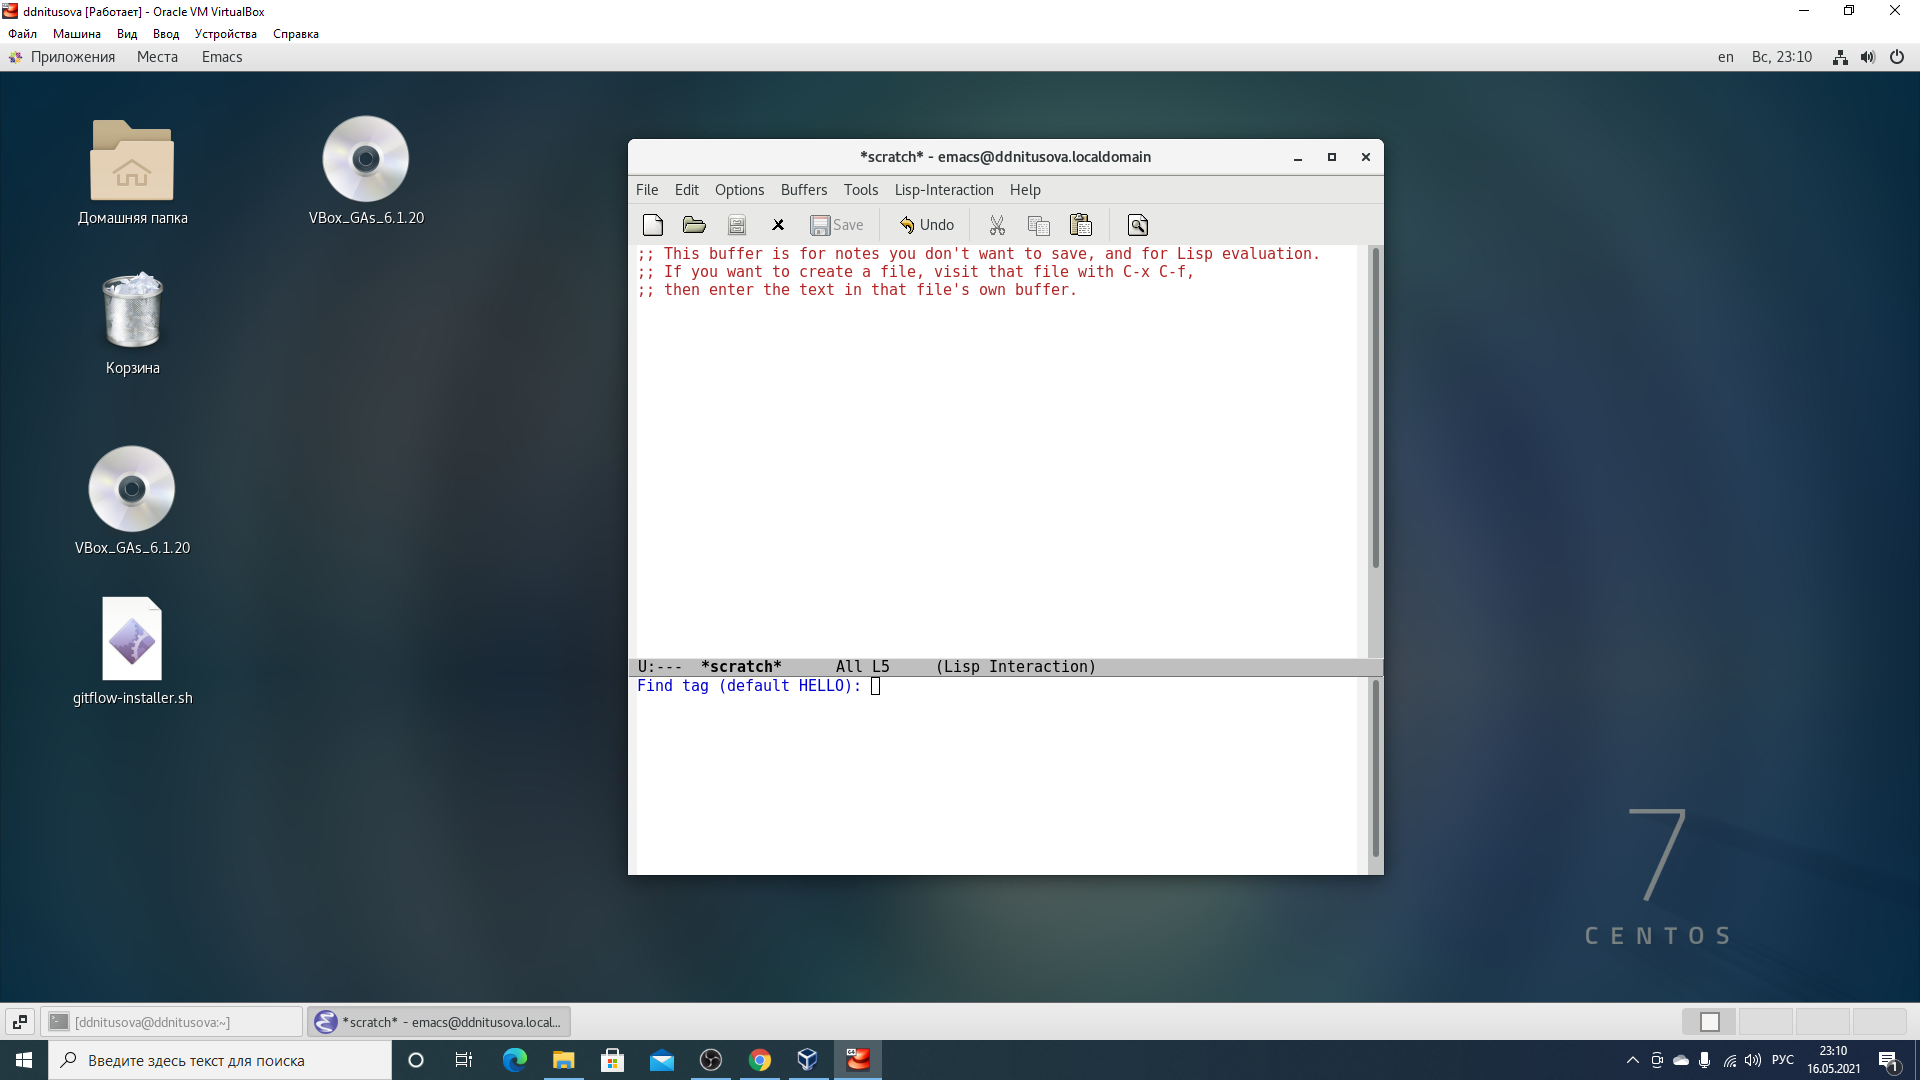 ddnitusova [Работает] - Oracle VM VirtualBox
Файл Машина Вид Ввод Устройства Справка
Приложения Места Emacs en Вс, 23:10
Домашняя папка
VBox_GAs_6.1.20
Корзина
VBox_GAs_6.1.20
gitflow-installer.sh
*scratch* - emacs@ddnitusova.localdomain
File Edit Options Buffers Tools Lisp-Interaction Help
Save Undo
;; This buffer is for notes you don't want to save, and for Lisp evaluation.
;; If you want to create a file, visit that file with C-x C-f,
;; then enter the text in that file's own buffer.
U:--- *scratch* All L5 (Lisp Interaction)
Find tag (default HELLO):
7
CENTOS
[ddnitusova@ddnitusova:~] *scratch* - emacs@ddnitusova.local...
Введите здесь текст для поиска
64
РУС
23:10
16.05.2021
1